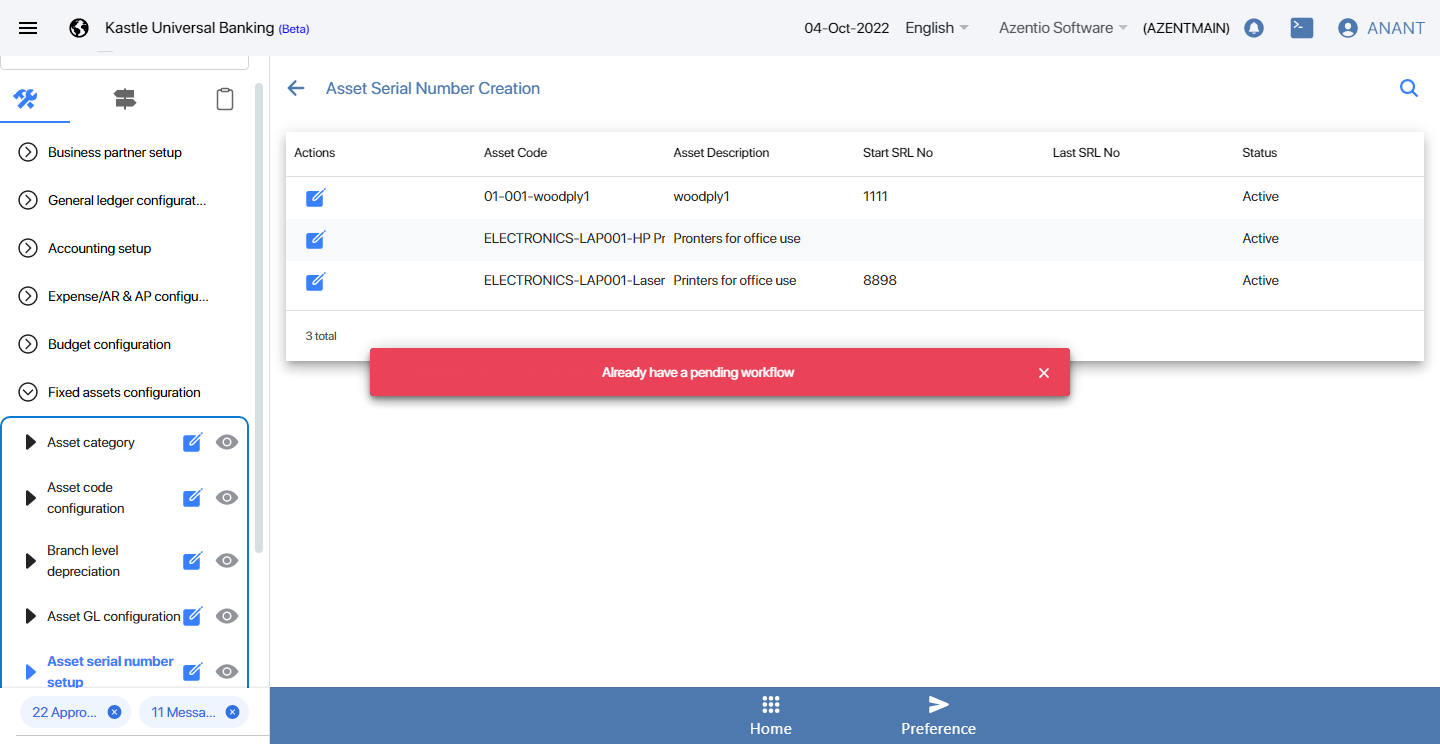 Kastle Universal Banking (Beta)
04-Oct-2022
English
Azentio Software
(AZENTMAIN)
ANANT
Business partner setup
General ledger configurat...
Accounting setup
Expense/AR & AP configu...
Budget configuration
Fixed assets configuration
Asset category
Asset code
configuration
Branch level
depreciation
Asset GL configuration
Asset serial number
setup
22 Appro...
11 Messa...
Asset Serial Number Creation
Actions Asset Code Asset Description Start SRL No Last SRL No Status
01-001-woodply1 woodply1 1111 Active
ELECTRONICS-LAP001-HP Pr Pronters for office use Active
ELECTRONICS-LAP001-Laser Printers for office use 8898 Active
3 total
Already have a pending workflow
Home
Preference